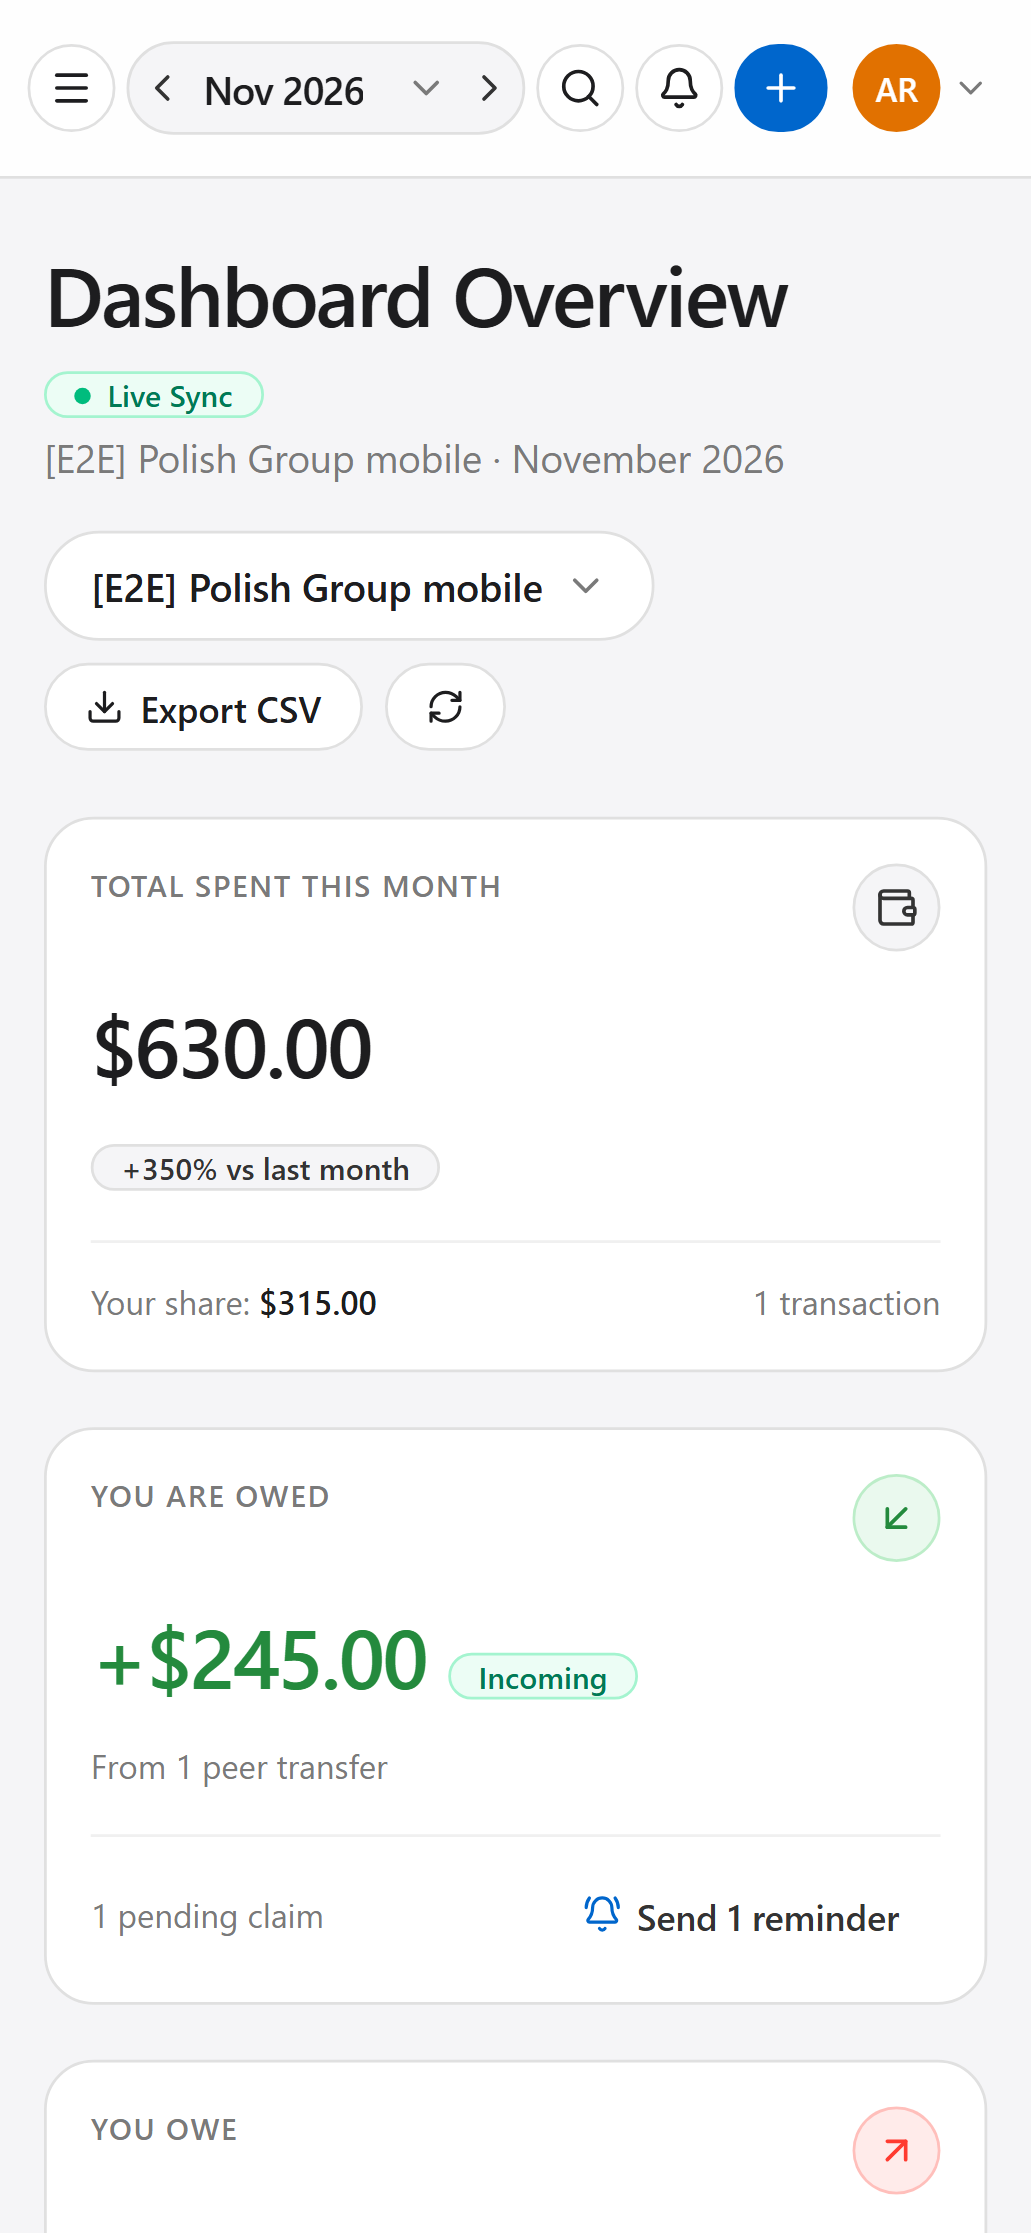 Nov 2026
AR
Dashboard Overview
Live Sync
[E2E] Polish Group mobile · November 2026
[E2E] Polish Group mobile
Export CSV
TOTAL SPENT THIS MONTH
$630.00
+350% vs last month
Your share: $315.00
1 transaction
YOU ARE OWED
+$245.00
Incoming
From 1 peer transfer
1 pending claim
Send 1 reminder
YOU OWE